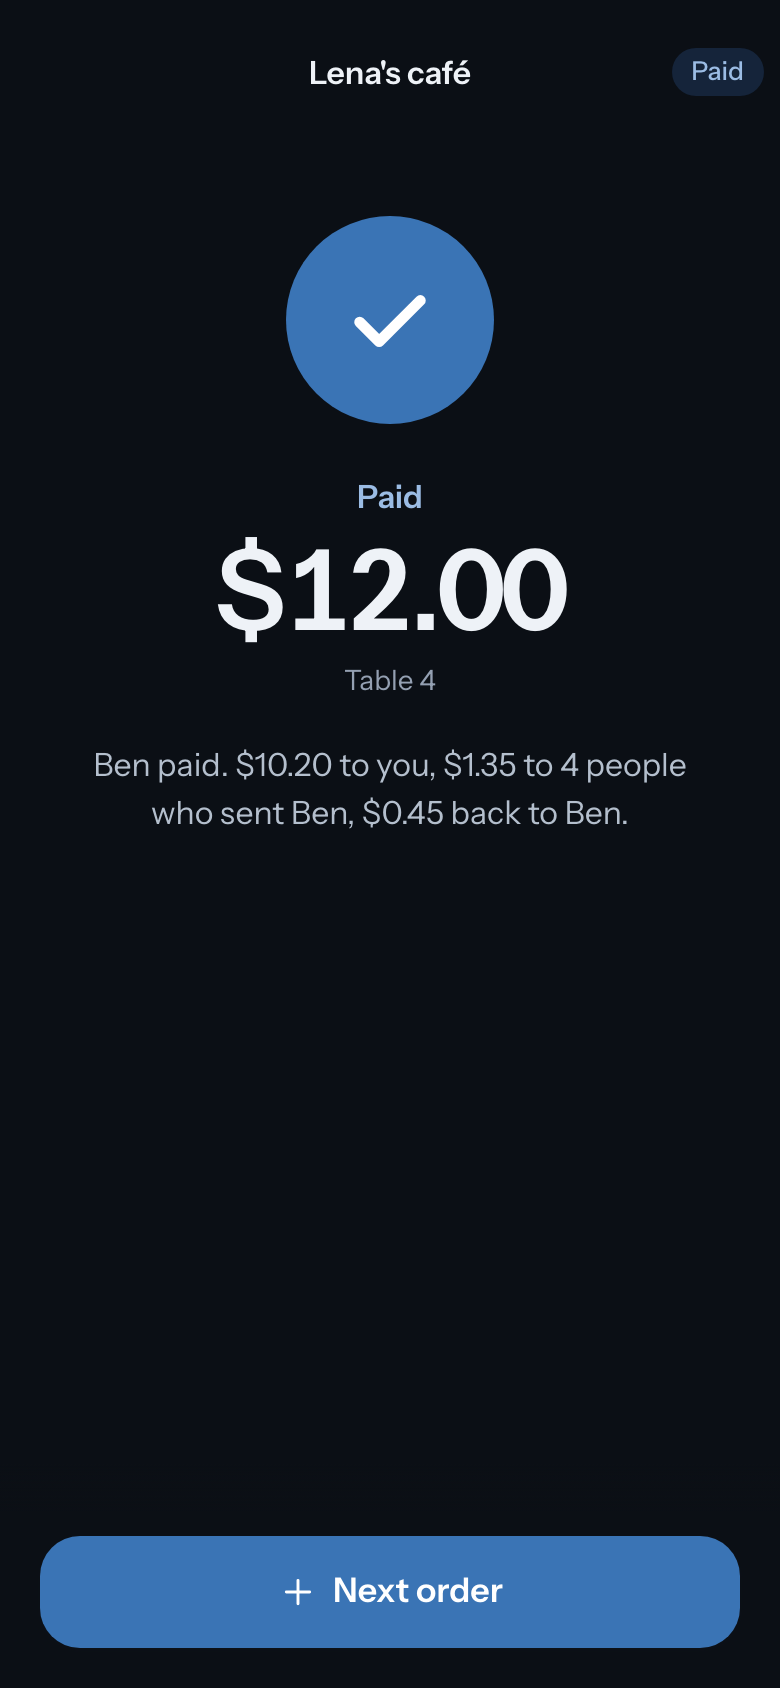 Lena's café
Paid
Paid
$12.00
Table 4
Ben paid. $10.20 to you, $1.35 to 4 people
who sent Ben, $0.45 back to Ben.
Next order